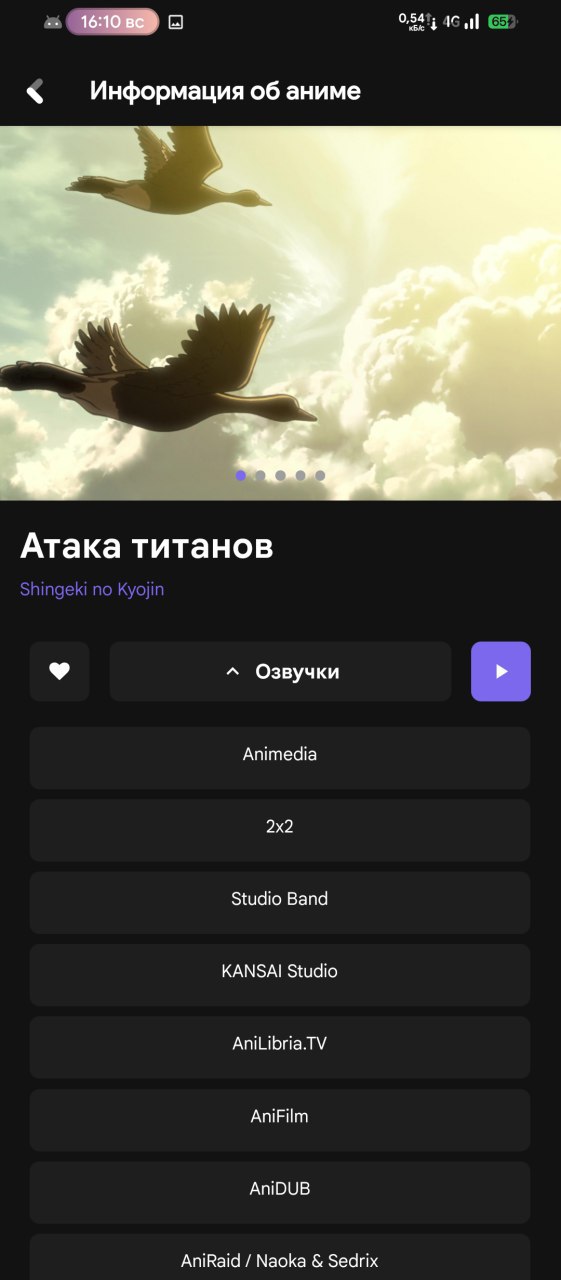 16:10 вс
0,54
кБ/с
4G
65
Информация об аниме
Атака титанов
Shingeki no Kyojin
Озвучки
Animedia
2x2
Studio Band
KANSAI Studio
AniLibria.TV
AniFilm
AniDUB
AniRaid / Naoka & Sedrix